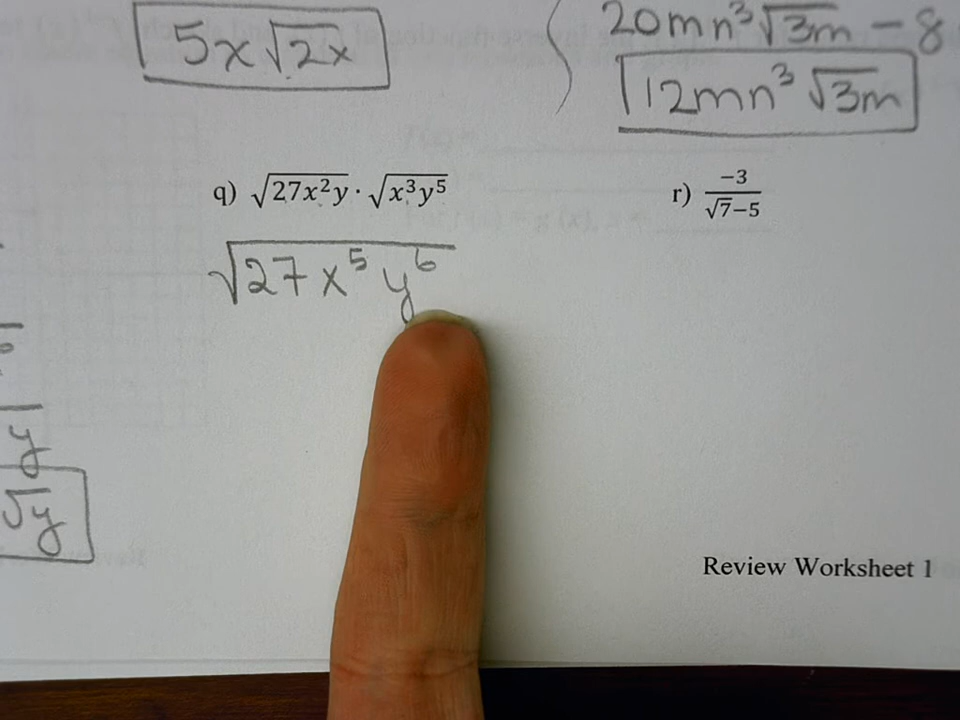 5x√2x
20mn³√3m - 8
12mn³ √3m
q) √27x²y · √x³y⁵
r) -3/√7-5
√27x⁵y⁶
y
√y
Review Worksheet 1